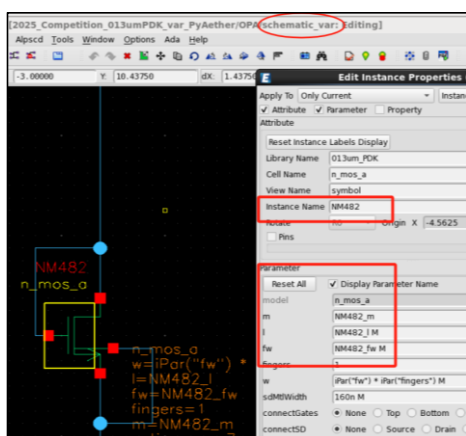 [2025_Competition_013umPDK_var_PyAether/OPA/schematic_var: Editing]
Alpscd Tools Window Options Ada Help
-3.00000 Y: 10.43750 dX: 1.4375
Edit Instance Properties
Apply To Only Current Instan
Attribute Parameter Property
Attribute
Reset Instance Labels Display
Library Name 013um_PDK
Cell Name n_mos_a
View Name symbol
Instance Name NM482
Rotate R0 Origin X -4.5625
Pins
Parameter
Reset All Display Parameter Name
model n_mos_a
m NM482_m
l NM482_l M
fw NM482_fw M
fingers 1
w iPar("fw") * iPar("fingers") M
sdMtlWidth 160n M
connectGates None Top Bottom
connectSD None Source Drain
NM482
n_mos_a
n_mos_a
w=iPar("fw") *
l=NM482_l
fw=NM482_fw
fingers=1
m=NM482_m